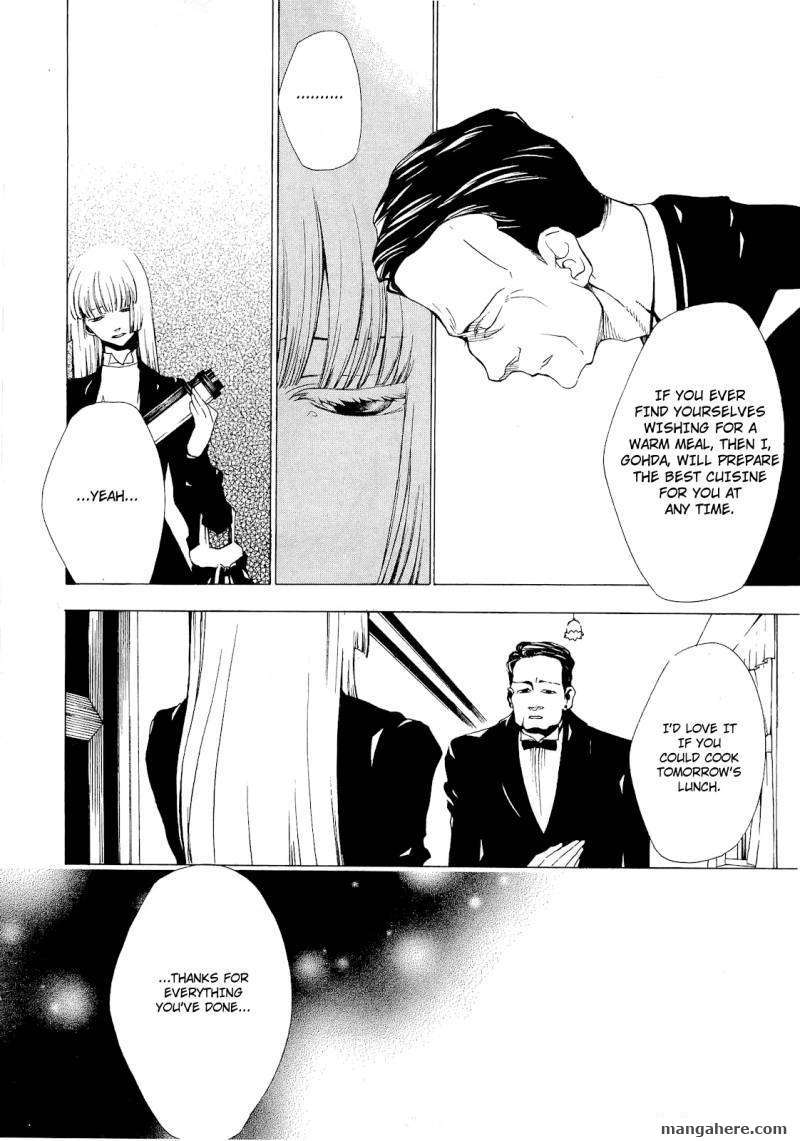 IF YOU EVER
FIND YOURSELVES
WISHING FOR A
WARM MEAL, THEN I,
GOHDA, WILL PREPARE
THE BEST CUISINE
FOR YOU AT
ANY TIME.
..........
...YEAH...
I'D LOVE IT
IF YOU
COULD COOK
TOMORROW'S
LUNCH.
...THANKS FOR
EVERYTHING
YOU'VE DONE...
mangahere.com